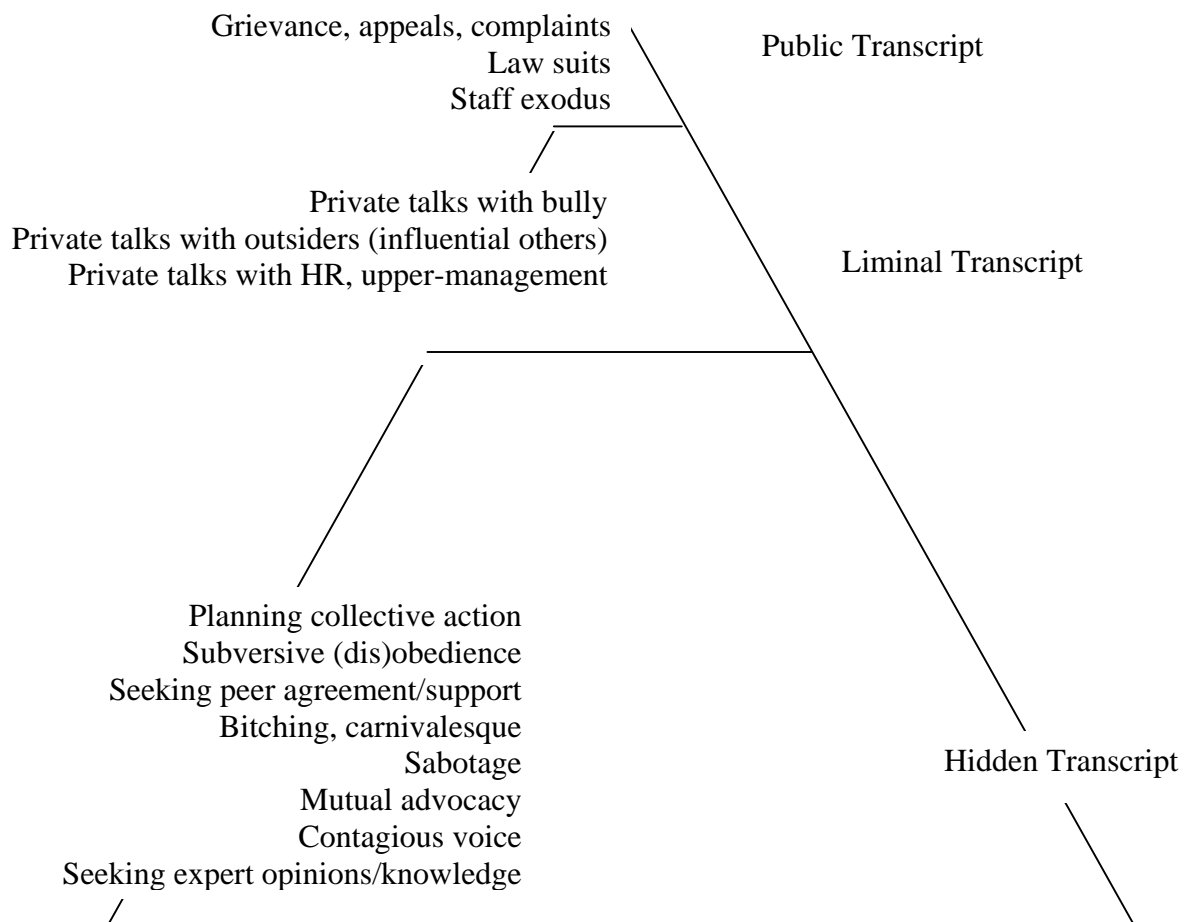 Grievance, appeals, complaints
Law suits
Staff exodus
Public Transcript
Private talks with bully
Private talks with outsiders (influential others)
Private talks with HR, upper-management
Liminal Transcript
Planning collective action
Subversive (dis)obedience
Seeking peer agreement/support
Bitching, carnivalesque
Sabotage
Mutual advocacy
Contagious voice
Seeking expert opinions/knowledge
Hidden Transcript